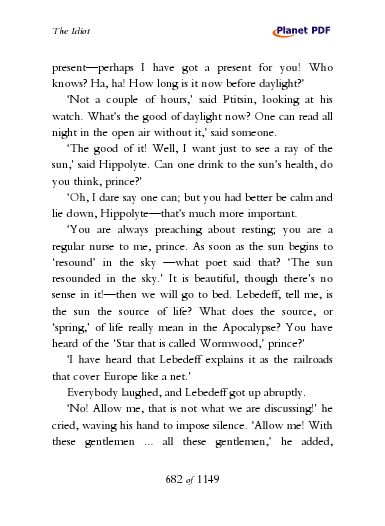 The Idiot
Planet PDF
present—perhaps I have got a present for you! Who
knows? Ha, ha! How long is it now before daylight?’
‘Not a couple of hours,’ said Ptitsin, looking at his
watch. What’s the good of daylight now? One can read all
night in the open air without it,’ said someone.
‘The good of it! Well, I want just to see a ray of the
sun,’ said Hippolyte. Can one drink to the sun’s health, do
you think, prince?’
‘Oh, I dare say one can; but you had better be calm and
lie down, Hippolyte—that’s much more important.
‘You are always preaching about resting; you are a
regular nurse to me, prince. As soon as the sun begins to
‘resound’ in the sky —what poet said that? ‘The sun
resounded in the sky.’ It is beautiful, though there’s no
sense in it!—then we will go to bed. Lebedeff, tell me, is
the sun the source of life? What does the source, or
‘spring,’ of life really mean in the Apocalypse? You have
heard of the ‘Star that is called Wormwood,’ prince?’
‘I have heard that Lebedeff explains it as the railroads
that cover Europe like a net.’
Everybody laughed, and Lebedeff got up abruptly.
‘No! Allow me, that is not what we are discussing!’ he
cried, waving his hand to impose silence. ‘Allow me! With
these gentlemen ... all these gentlemen,’ he added,
682 of 1149